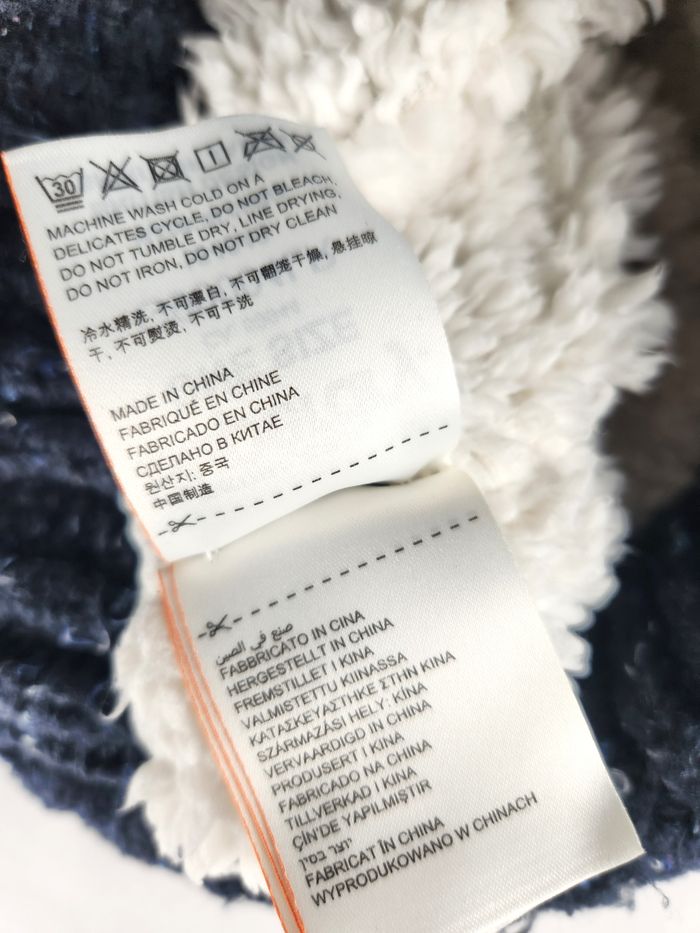 30
MACHINE WASH COLD ON A
DELICATES CYCLE, DO NOT BLEACH,
DO NOT TUMBLE DRY, LINE DRYING,
DO NOT IRON, DO NOT DRY CLEAN
冷水精洗, 不可漂白, 不可翻笼干燥, 悬挂晾
干, 不可熨烫, 不可干洗
MADE IN CHINA
FABRIQUÉ EN CHINE
FABRICADO EN CHINA
СДЕЛАНО В КИТАЕ
원산지: 중국
中国制造
صنع في الصين
FABBRICATO IN CINA
HERGESTELLT IN CHINA
FREMSTILLET I KINA
VALMISTETTU KIINASSA
ΚΑΤΑΣΚΕΥΑΣΤΗΚΕ ΣΤΗΝ ΚΙΝΑ
SZÁRMAZÁSI HELY: KÍNA
VERVAARDIGD IN CHINA
PRODUSERT I KINA
FABRICADO NA CHINA
TILLVERKAD I KINA
ÇİN'DE YAPILMIŞTIR
יוצר בסין
FABRICAT ÎN CHINA
WYPRODUKOWANO W CHINACH